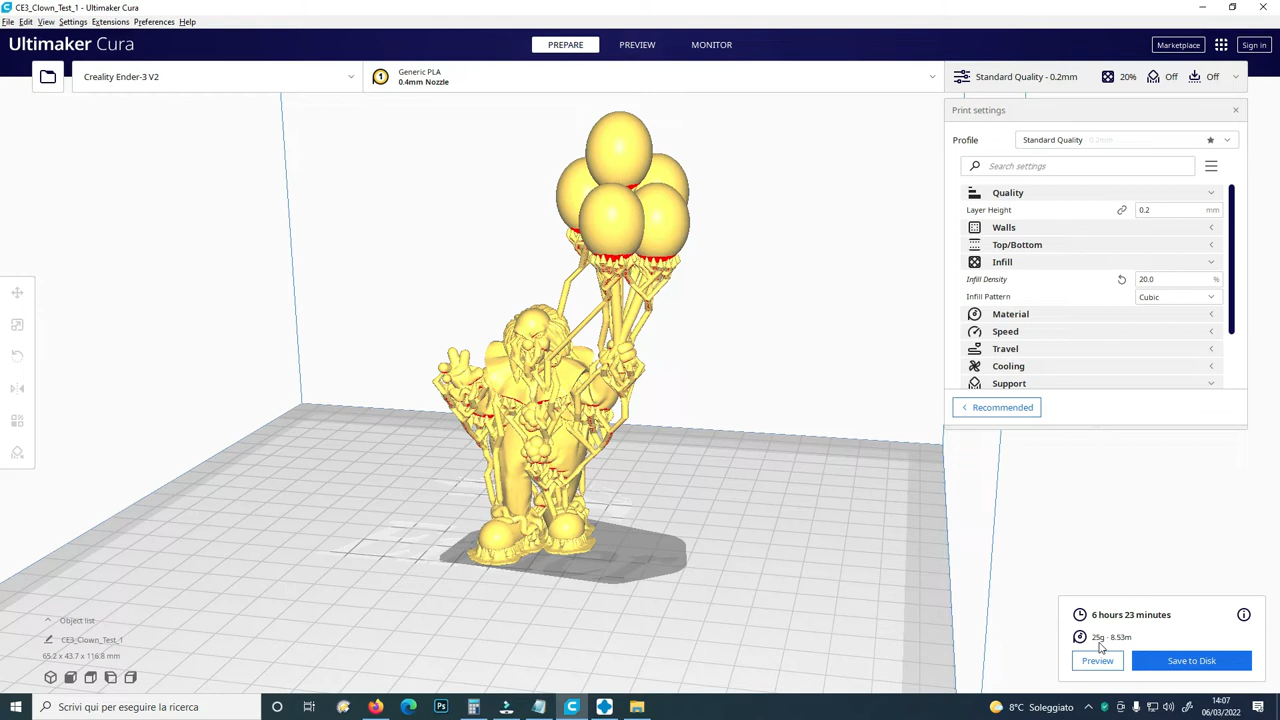 CE3_Clown_Test_1 - Ultimaker Cura
File Edit View Settings Extensions Preferences Help
Ultimaker Cura
PREPARE PREVIEW MONITOR
Marketplace
Sign in
Creality Ender-3 V2
1
Generic PLA
0.4mm Nozzle
Standard Quality - 0.2mm
20% Off Off
Print settings
Profile Standard Quality 0.2mm
Search settings
Quality
Layer Height 0.2 mm
Walls
Top/Bottom
Infill
Infill Density 20.0 %
Infill Pattern Cubic
Material
Speed
Travel
Cooling
Support
Recommended
6 hours 23 minutes
25g · 8.53m
Preview Save to Disk
Object list
CE3_Clown_Test_1
65.2 x 43.7 x 116.8 mm
Scrivi qui per eseguire la ricerca
8°C Soleggiato
14:07
06/03/2022